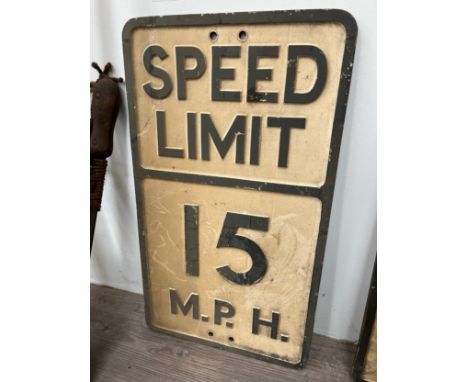 SPEED
LIMIT
15
M.P. H.